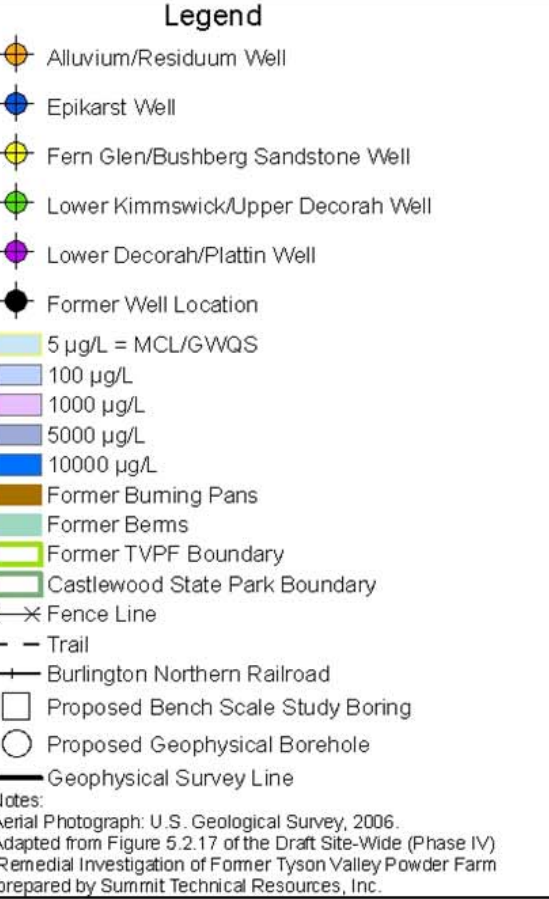 Legend
Alluvium/Residuum Well
Epikarst Well
Fern Glen/Bushberg Sandstone Well
Lower Kimmswick/Upper Decorah Well
Lower Decorah/Plattin Well
Former Well Location
5 µg/L = MCL/GWQS
100 µg/L
1000 µg/L
5000 µg/L
10000 µg/L
Former Burning Pans
Former Berms
Former TVPF Boundary
Castlewood State Park Boundary
Fence Line
Trail
Burlington Northern Railroad
Proposed Bench Scale Study Boring
Proposed Geophysical Borehole
Geophysical Survey Line
Notes:
Aerial Photograph: U.S. Geological Survey, 2006.
Adapted from Figure 5.2.17 of the Draft Site-Wide (Phase IV)
Remedial Investigation of Former Tyson Valley Powder Farm
prepared by Summit Technical Resources, Inc.